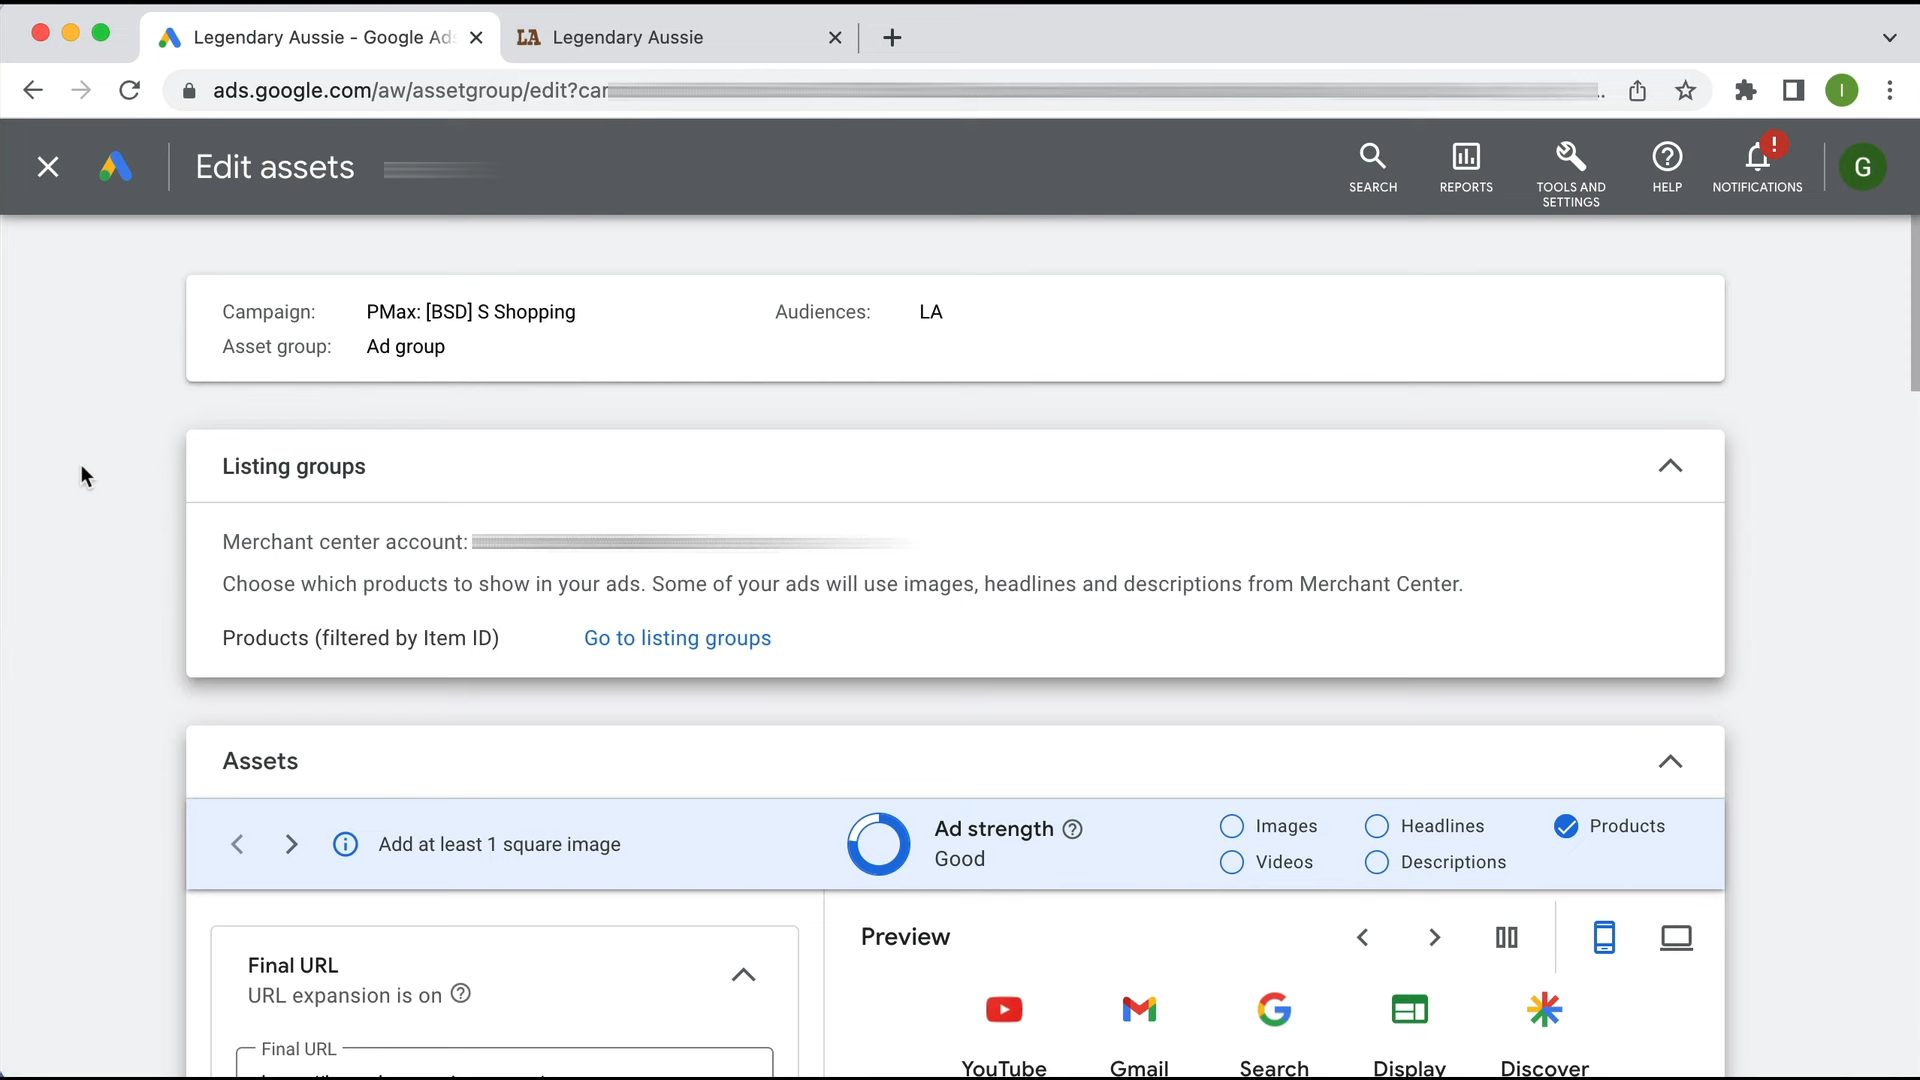 Legendary Aussie - Google Ads
LA Legendary Aussie
ads.google.com/aw/assetgroup/edit?car
I
Edit assets
SEARCH
REPORTS
TOOLS AND
SETTINGS
HELP
!
NOTIFICATIONS
G
Campaign: PMax: [BSD] S Shopping
Audiences: LA
Asset group: Ad group
Listing groups
Merchant center account:
Choose which products to show in your ads. Some of your ads will use images, headlines and descriptions from Merchant Center.
Products (filtered by Item ID) Go to listing groups
Assets
Add at least 1 square image
Ad strength
Good
Images
Headlines
Products
Videos
Descriptions
Final URL
URL expansion is on
Final URL
Preview
YouTube
Gmail
Search
Display
Discover